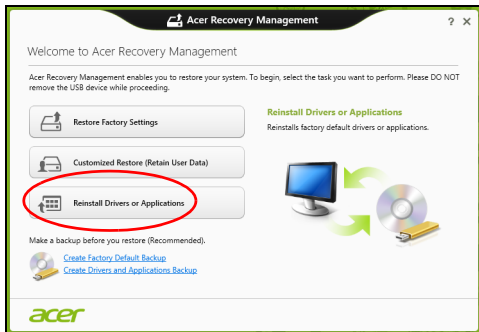 Acer Recovery Management
? X
Welcome to Acer Recovery Management
Acer Recovery Management enables you to restore your system. To begin, select the task you want to perform. Please DO NOT
remove the USB device while proceeding.
Restore Factory Settings
Customized Restore (Retain User Data)
Reinstall Drivers or Applications
Reinstall Drivers or Applications
Reinstalls factory default drivers or applications.
Make a backup before you restore (Recommended).
Create Factory Default Backup
Create Drivers and Applications Backup
acer